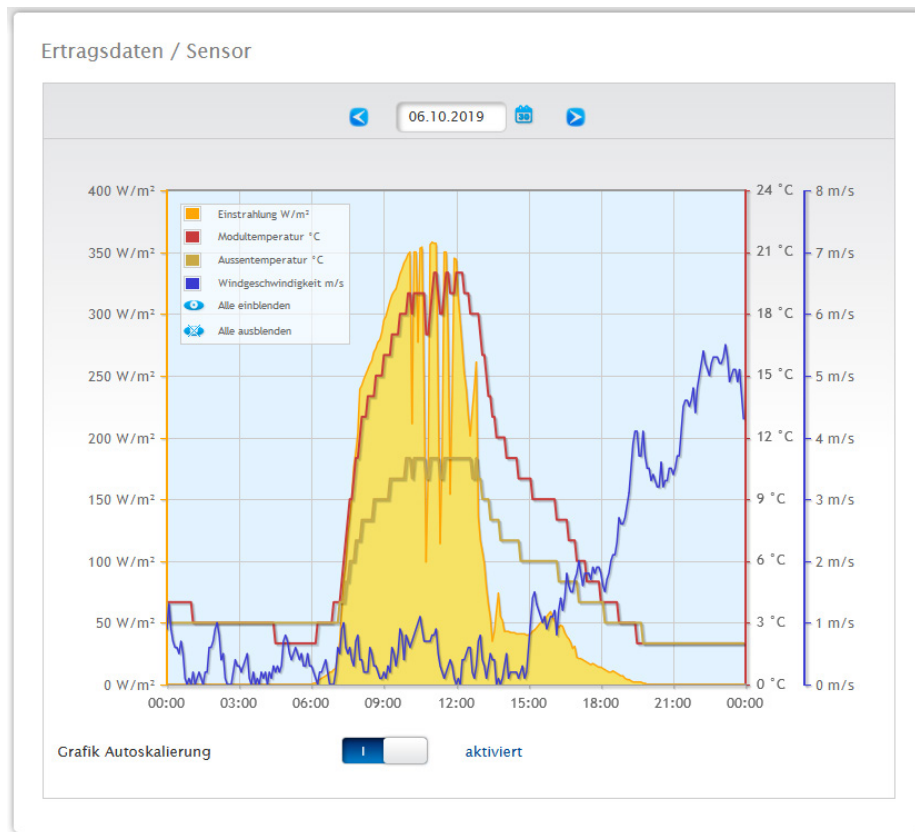 Ertragsdaten / Sensor
06.10.2019
30
400 W/m²
350 W/m²
300 W/m²
250 W/m²
200 W/m²
150 W/m²
100 W/m²
50 W/m²
0 W/m²
Einstrahlung W/m²
Modultemperatur °C
Aussentemperatur °C
Windgeschwindigkeit m/s
Alle einblenden
Alle ausblenden
24 °C
21 °C
18 °C
15 °C
12 °C
9 °C
6 °C
3 °C
0 °C
8 m/s
7 m/s
6 m/s
5 m/s
4 m/s
3 m/s
2 m/s
1 m/s
0 m/s
00:00 03:00 06:00 09:00 12:00 15:00 18:00 21:00 00:00
Grafik Autoskalierung I aktiviert